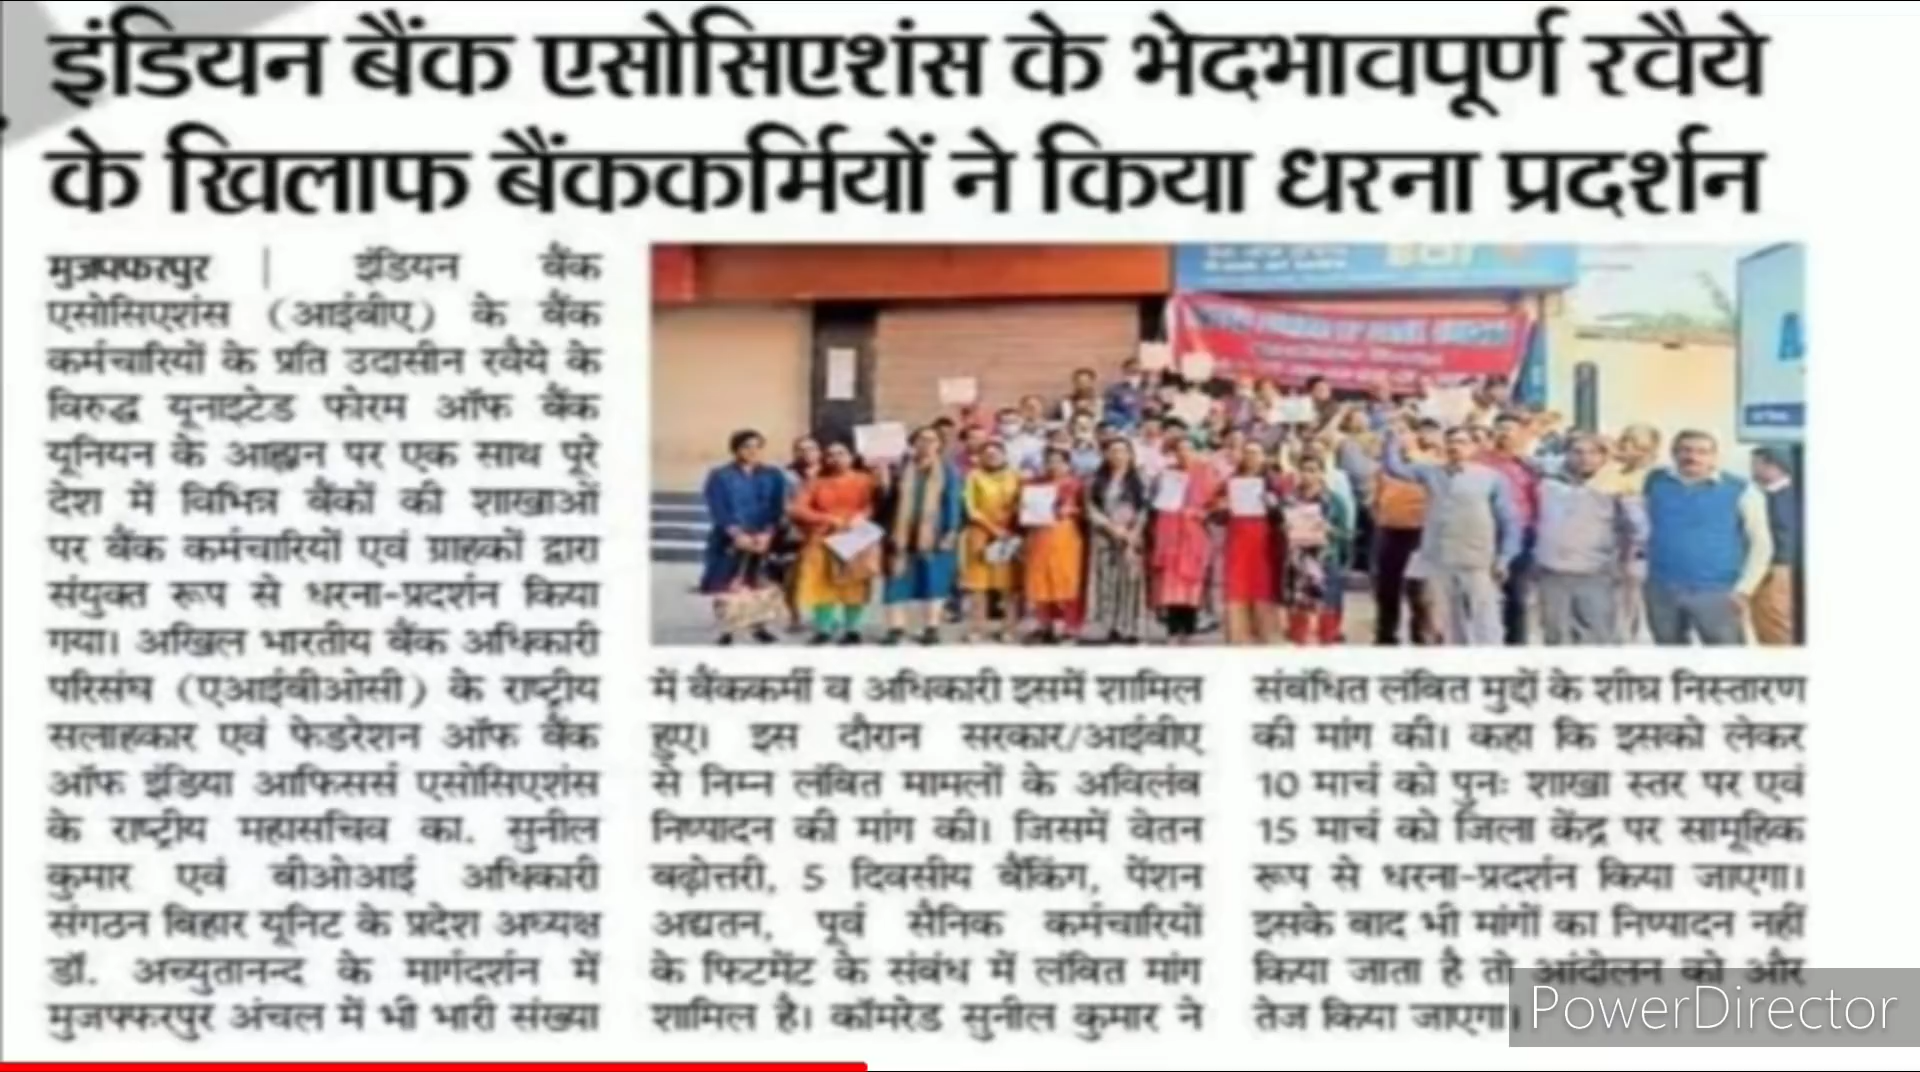 इंडियन बैंक एसोसिएशंस के भेदभावपूर्ण रवैये
के खिलाफ बैंककर्मियों ने किया धरना प्रदर्शन
मुजफ्फरपुर | इंडियन बैंक
एसोसिएशंस (आईबीए) के बैंक
कर्मचारियों के प्रति उदासीन रवैये के
विरुद्ध यूनाइटेड फोरम ऑफ बैंक
यूनियन के आह्वान पर एक साथ पूरे
देश में विभिन्न बैंकों की शाखाओं
पर बैंक कर्मचारियों एवं ग्राहकों द्वारा
संयुक्त रूप से धरना-प्रदर्शन किया
गया। अखिल भारतीय बैंक अधिकारी
परिसंघ (एआईबीओसी) के राष्ट्रीय
सलाहकार एवं फेडरेशन ऑफ बैंक
ऑफ इंडिया आफिसर्स एसोसिएशंस
के राष्ट्रीय महासचिव का. सुनील
कुमार एवं बीओआई अधिकारी
संगठन बिहार यूनिट के प्रदेश अध्यक्ष
डॉ. अच्युतानन्द के मार्गदर्शन में
मुजफ्फरपुर अंचल में भी भारी संख्या
में बैंककर्मी व अधिकारी इसमें शामिल
हुए। इस दौरान सरकार/आईबीए
से निम्न लंबित मामलों के अविलंब
निष्पादन की मांग की। जिसमें वेतन
बढ़ोत्तरी, 5 दिवसीय बैंकिंग, पेंशन
अद्यतन, पूर्व सैनिक कर्मचारियों
के फिटमेंट के संबंध में लंबित मांग
शामिल है। कॉमरेड सुनील कुमार ने
संबंधित लंबित मुद्दों के शीघ्र निस्तारण
की मांग की। कहा कि इसको लेकर
10 मार्च को पुनः शाखा स्तर पर एवं
15 मार्च को जिला केंद्र पर सामूहिक
रूप से धरना-प्रदर्शन किया जाएगा।
इसके बाद भी मांगों का निष्पादन नहीं
किया जाता है तो आंदोलन को और
तेज किया जाएगा।
PowerDirector